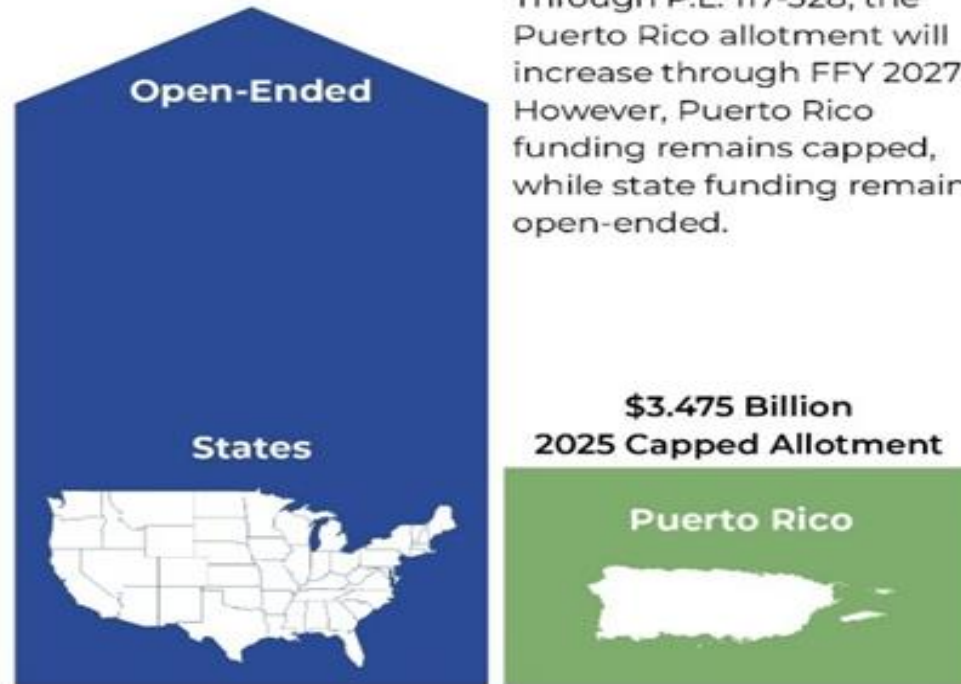 Open-Ended
States
Through P.L. 117-328, the
Puerto Rico allotment will
increase through FFY 2027
However, Puerto Rico
funding remains capped,
while state funding remain
open-ended.
$3.475 Billion
2025 Capped Allotment
Puerto Rico